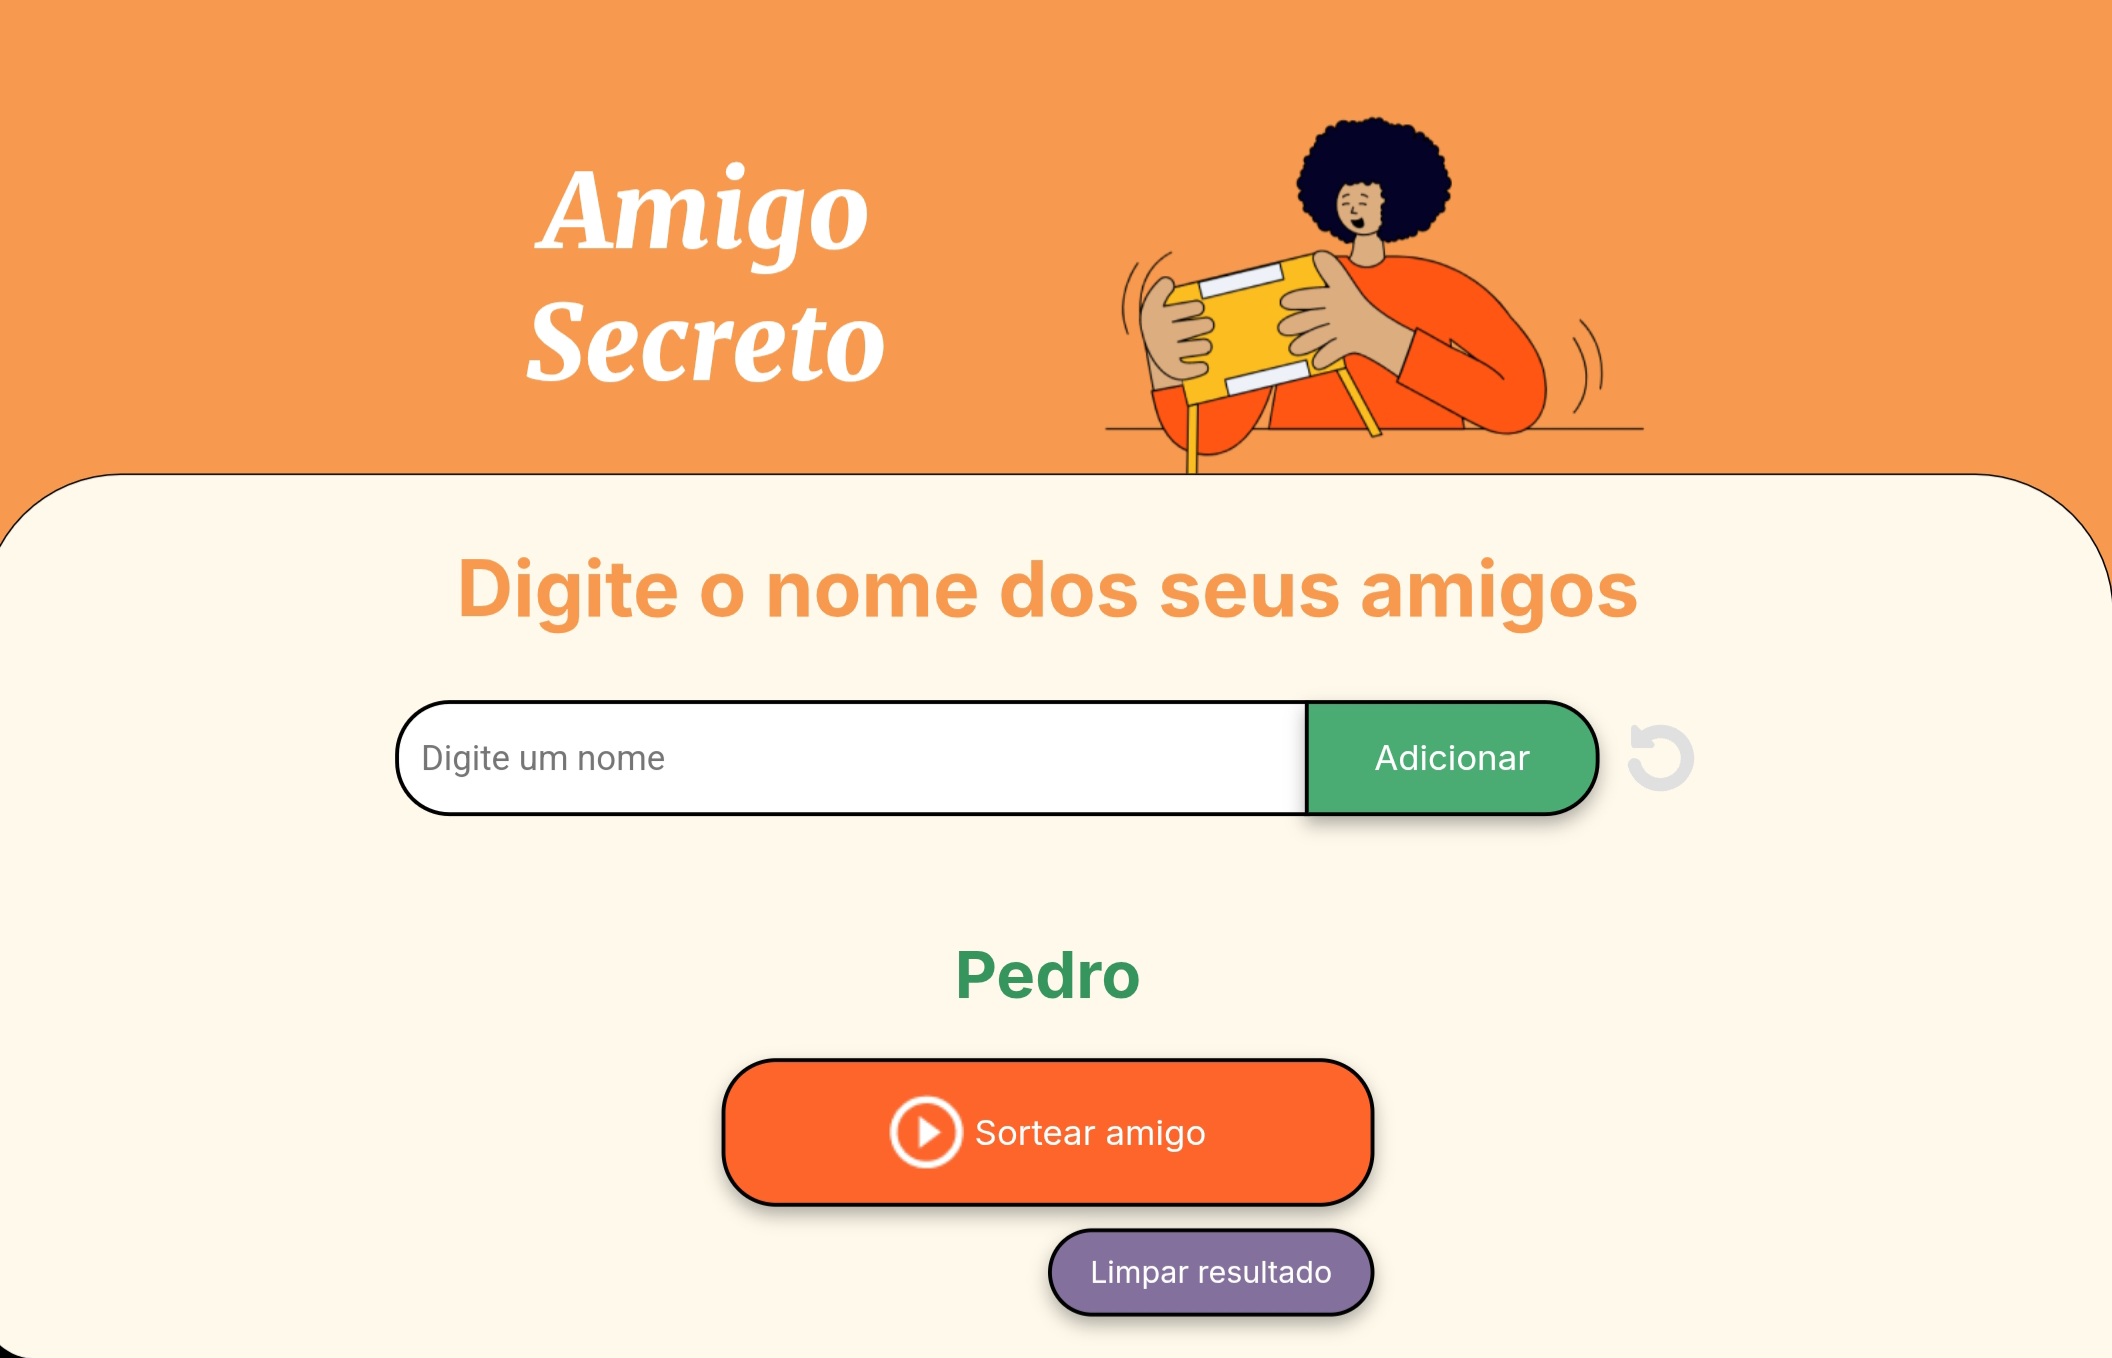 Amigo
Secreto
Digite o nome dos seus amigos
Digite um nome
Adicionar
Pedro
Sortear amigo
Limpar resultado